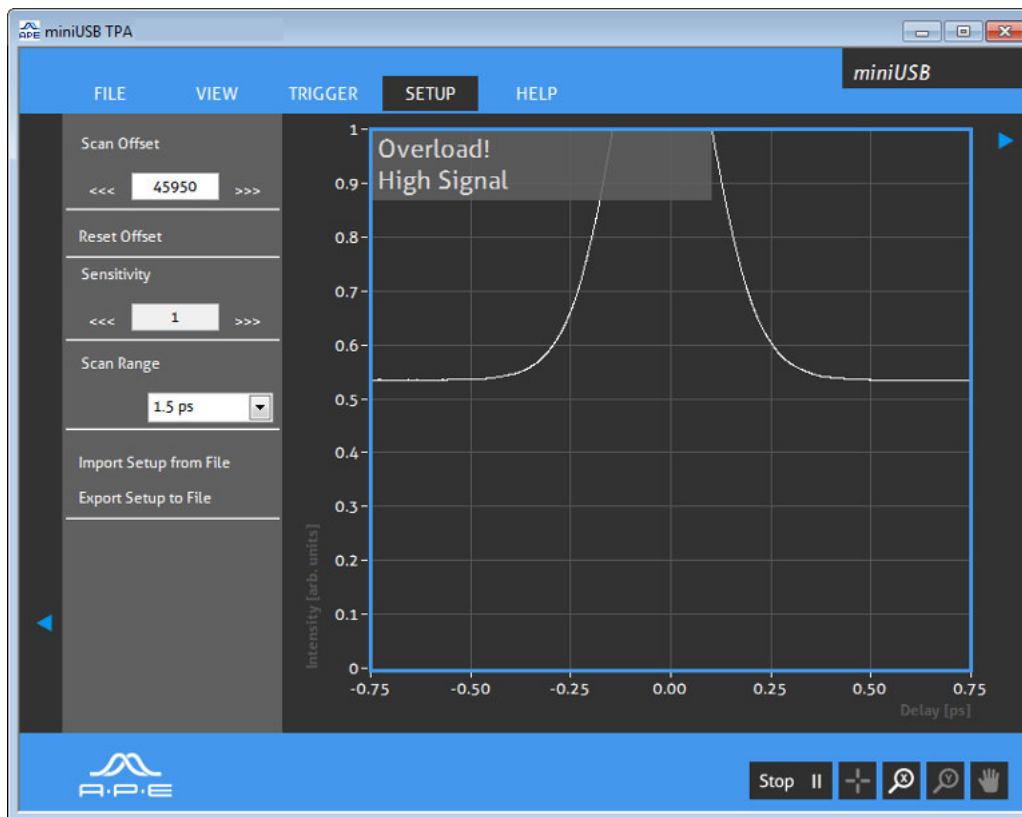 APE miniUSB TPA
miniUSB
FILE VIEW TRIGGER SETUP HELP
Scan Offset
<<< 45950 >>>
Reset Offset
Sensitivity
<<< 1 >>>
Scan Range
1.5 ps
Import Setup from File
Export Setup to File
Overload!
High Signal
1
0.9
0.8
0.7
0.6
0.5
0.4
0.3
0.2
0.1
0
Intensity [arb. units]
-0.75 -0.50 -0.25 0.00 0.25 0.50 0.75
Delay [ps]
A.P.E
Stop
X
Y